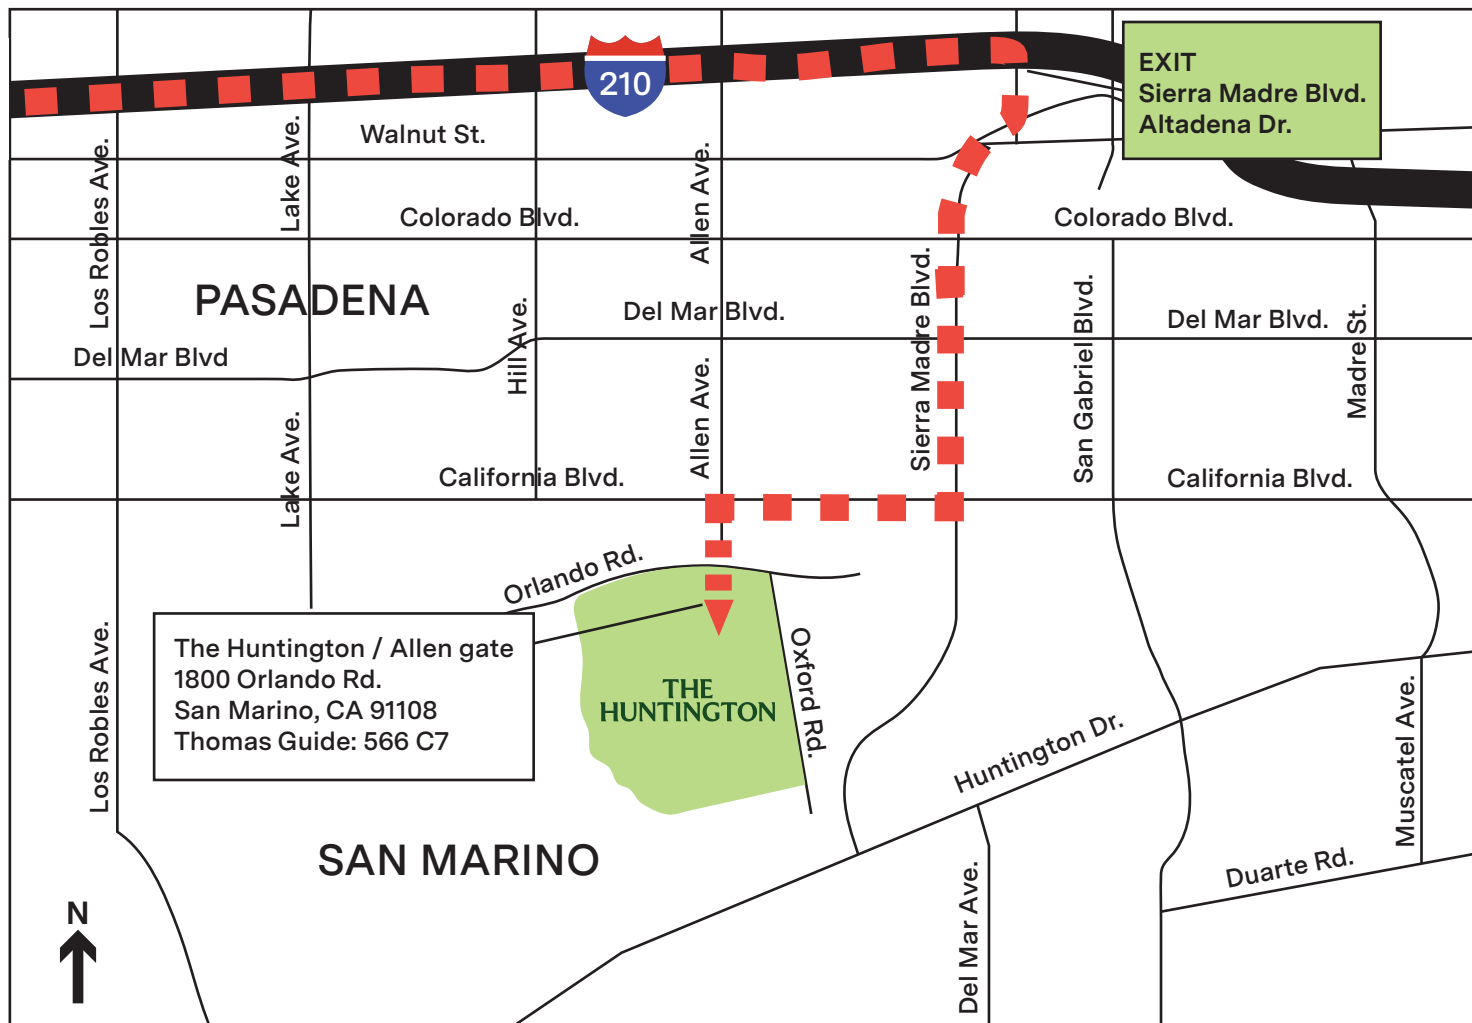 EXIT
Sierra Madre Blvd.
Altadena Dr.
210
Walnut St.
Los Robles Ave.
Lake Ave.
Allen Ave.
Colorado Blvd.
Colorado Blvd.
PASADENA
Hill Ave.
Del Mar Blvd.
Sierra Madre Blvd.
San Gabriel Blvd.
Del Mar Blvd.
Madre St.
Del Mar Blvd
Lake Ave.
Allen Ave.
California Blvd.
California Blvd.
Orlando Rd.
The Huntington / Allen gate
1800 Orlando Rd.
San Marino, CA 91108
Thomas Guide: 566 C7
Los Robles Ave.
THE
HUNTINGTON
Oxford Rd.
Huntington Dr.
Muscatel Ave.
SAN MARINO
Duarte Rd.
Del Mar Ave.
N